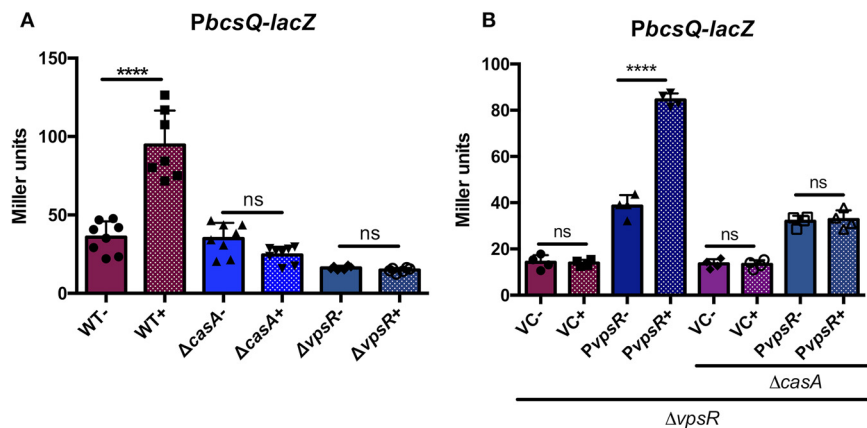 A
PbcsQ-lacZ
Miller units
150
100
50
0
****
ns
ns
WT-
WT+
ΔcasA-
ΔcasA+
ΔvpsR-
ΔvpsR+
B
PbcsQ-lacZ
Miller units
100
80
60
40
20
0
ns
****
ns
ns
VC-
VC+
PvpsR-
PvpsR+
VC-
VC+
PvpsR-
PvpsR+
ΔcasA
ΔvpsR